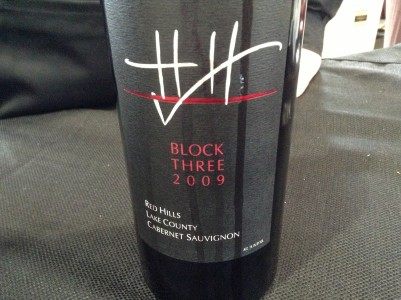 BLOCK
THREE
2009
RED HILLS
LAKE COUNTY
CABERNET SAUVIGNON